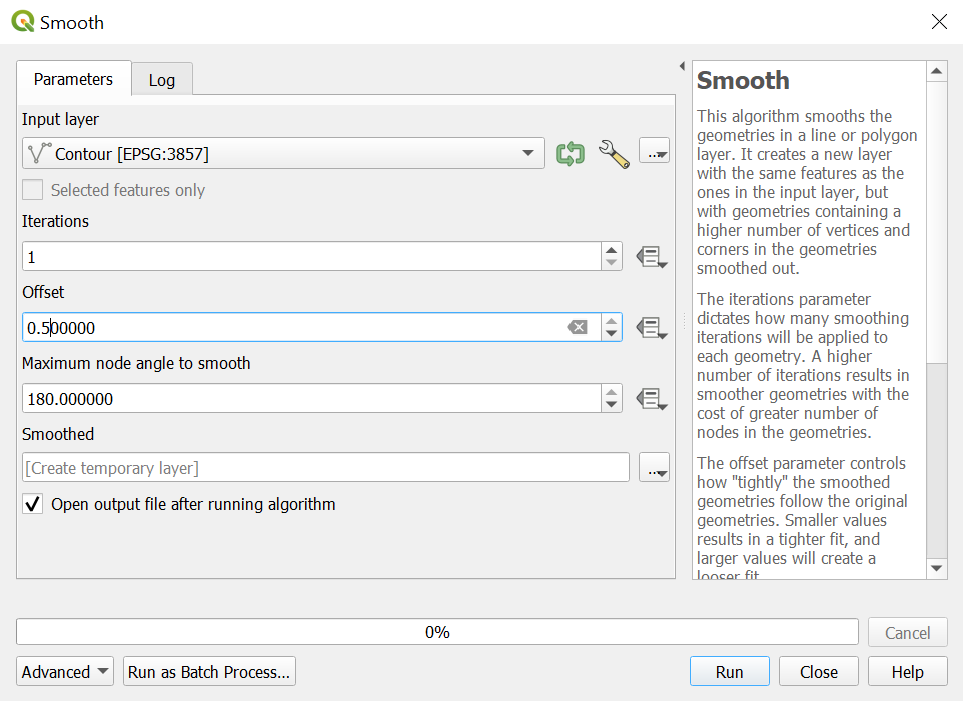 Smooth
Parameters
Log
Input layer
Contour [EPSG:3857]
...
Selected features only
Iterations
1
Offset
0.500000
Maximum node angle to smooth
180.000000
Smoothed
[Create temporary layer]
...
Open output file after running algorithm
Smooth
This algorithm smooths the
geometries in a line or polygon
layer. It creates a new layer
with the same features as the
ones in the input layer, but
with geometries containing a
higher number of vertices and
corners in the geometries
smoothed out.
The iterations parameter
dictates how many smoothing
iterations will be applied to
each geometry. A higher
number of iterations results in
smoother geometries with the
cost of greater number of
nodes in the geometries.
The offset parameter controls
how "tightly" the smoothed
geometries follow the original
geometries. Smaller values
results in a tighter fit, and
larger values will create a
looser fit.
0%
Cancel
Advanced
Run as Batch Process...
Run
Close
Help